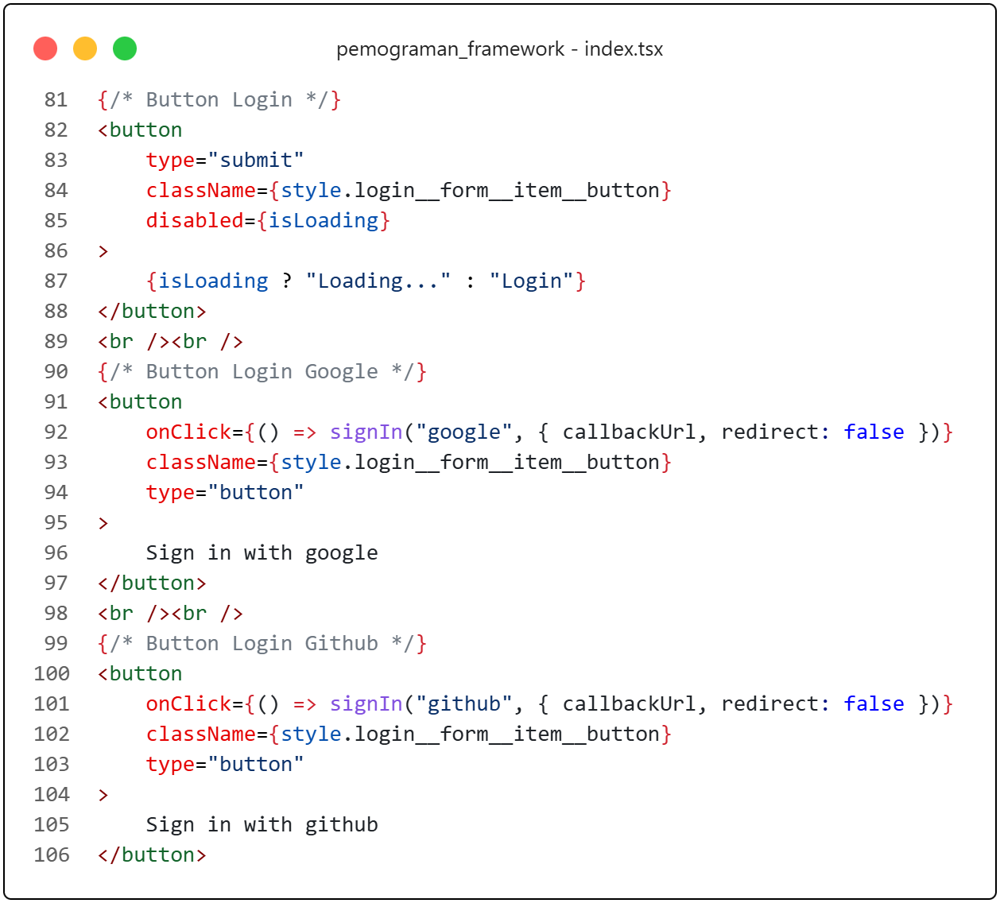 pemograman_framework - index.tsx
81 {/* Button Login */}
82 <button
83     type="submit"
84     className={style.login__form__item__button}
85     disabled={isLoading}
86 >
87     {isLoading ? "Loading..." : "Login"}
88 </button>
89 <br /><br />
90 {/* Button Login Google */}
91 <button
92     onClick={() => signIn("google", { callbackUrl, redirect: false })}
93     className={style.login__form__item__button}
94     type="button"
95 >
96     Sign in with google
97 </button>
98 <br /><br />
99 {/* Button Login Github */}
100 <button
101     onClick={() => signIn("github", { callbackUrl, redirect: false })}
102     className={style.login__form__item__button}
103     type="button"
104 >
105     Sign in with github
106 </button>